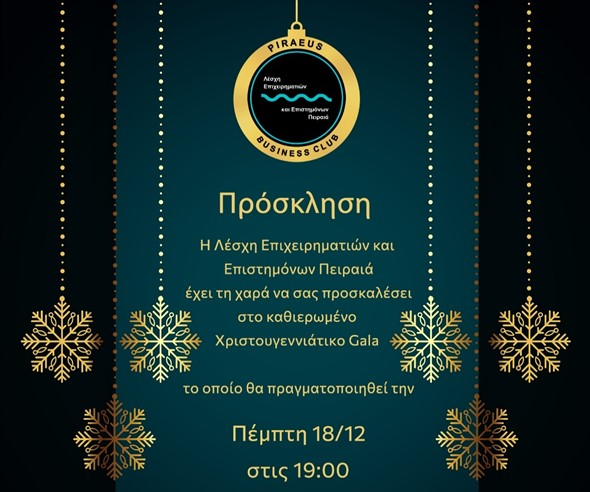 PIRAEUS
Λέσχη
Επιχειρηματιών
και Επιστημόνων
Πειραιά
BUSINESS CLUB
Πρόσκληση
Η Λέσχη Επιχειρηματιών και
Επιστημόνων Πειραιά
έχει τη χαρά να σας προσκαλέσει
στο καθιερωμένο
Χριστουγεννιάτικο Gala
το οποίο θα πραγματοποιηθεί την
Πέμπτη 18/12
στις 19:00